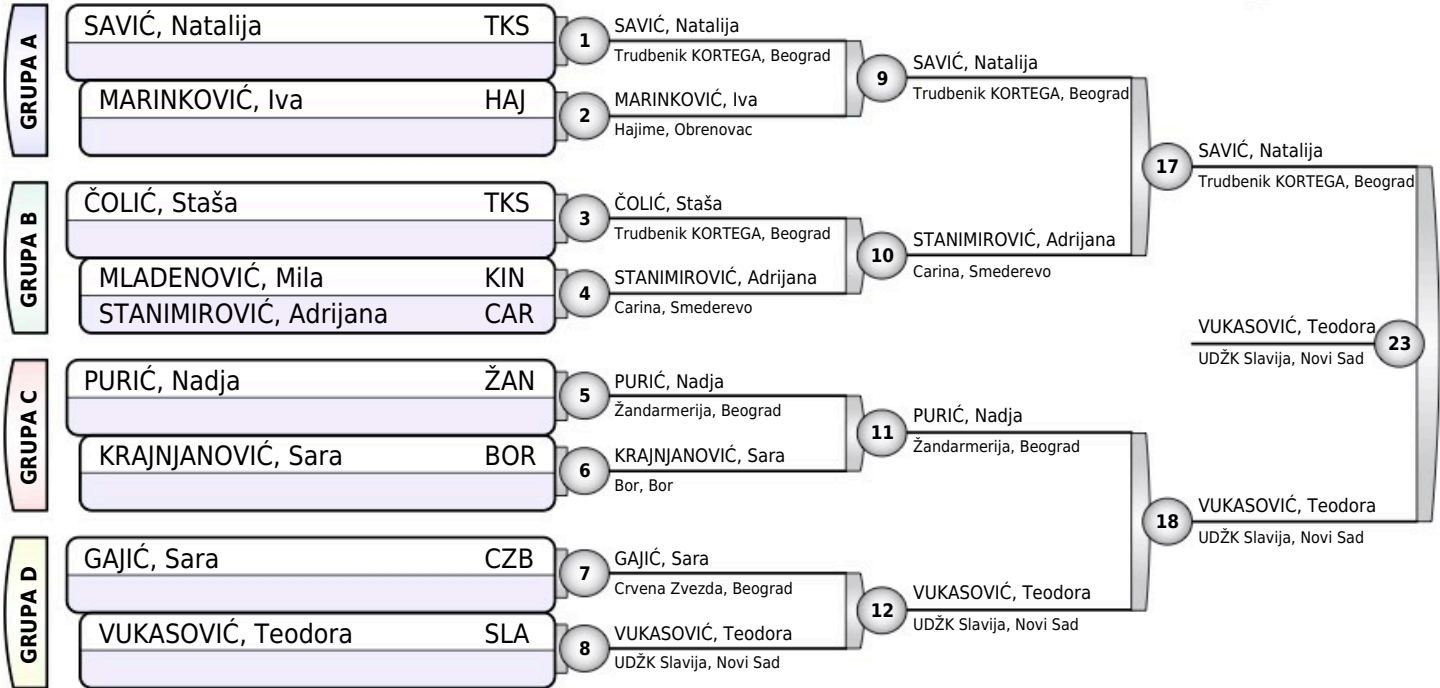 GRUPA A
SAVIĆ, Natalija TKS
MARINKOVIĆ, Iva HAJ
GRUPA B
ČOLIĆ, Staša TKS
MLADENOVIĆ, Mila KIN
STANIMIROVIĆ, Adrijana CAR
GRUPA C
PURIĆ, Nadja ŽAN
KRAJNJANOVIĆ, Sara BOR
GRUPA D
GAJIĆ, Sara CZB
VUKASOVIĆ, Teodora SLA
1
SAVIĆ, Natalija
Trudbenik KORTEGA, Beograd
2
MARINKOVIĆ, Iva
Hajime, Obrenovac
3
ČOLIĆ, Staša
Trudbenik KORTEGA, Beograd
4
STANIMIROVIĆ, Adrijana
Carina, Smederevo
5
PURIĆ, Nadja
Žandarmerija, Beograd
6
KRAJNJANOVIĆ, Sara
Bor, Bor
7
GAJIĆ, Sara
Crvena Zvezda, Beograd
8
VUKASOVIĆ, Teodora
UDŽK Slavija, Novi Sad
9
SAVIĆ, Natalija
Trudbenik KORTEGA, Beograd
10
STANIMIROVIĆ, Adrijana
Carina, Smederevo
11
PURIĆ, Nadja
Žandarmerija, Beograd
12
VUKASOVIĆ, Teodora
UDŽK Slavija, Novi Sad
17
SAVIĆ, Natalija
Trudbenik KORTEGA, Beograd
18
VUKASOVIĆ, Teodora
UDŽK Slavija, Novi Sad
VUKASOVIĆ, Teodora
UDŽK Slavija, Novi Sad
23